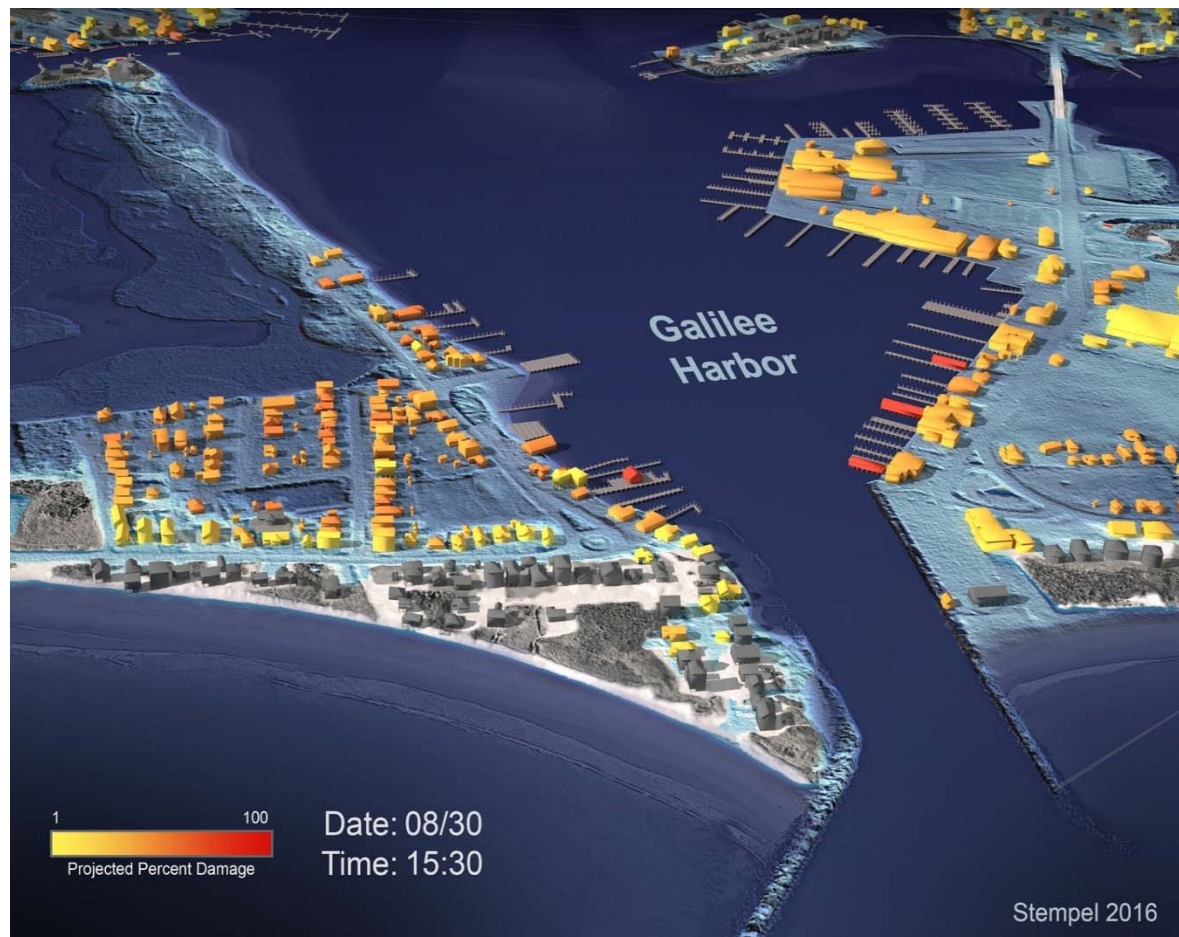 Galilee
Harbor
1 100
Projected Percent Damage
Date: 08/30
Time: 15:30
Stempel 2016